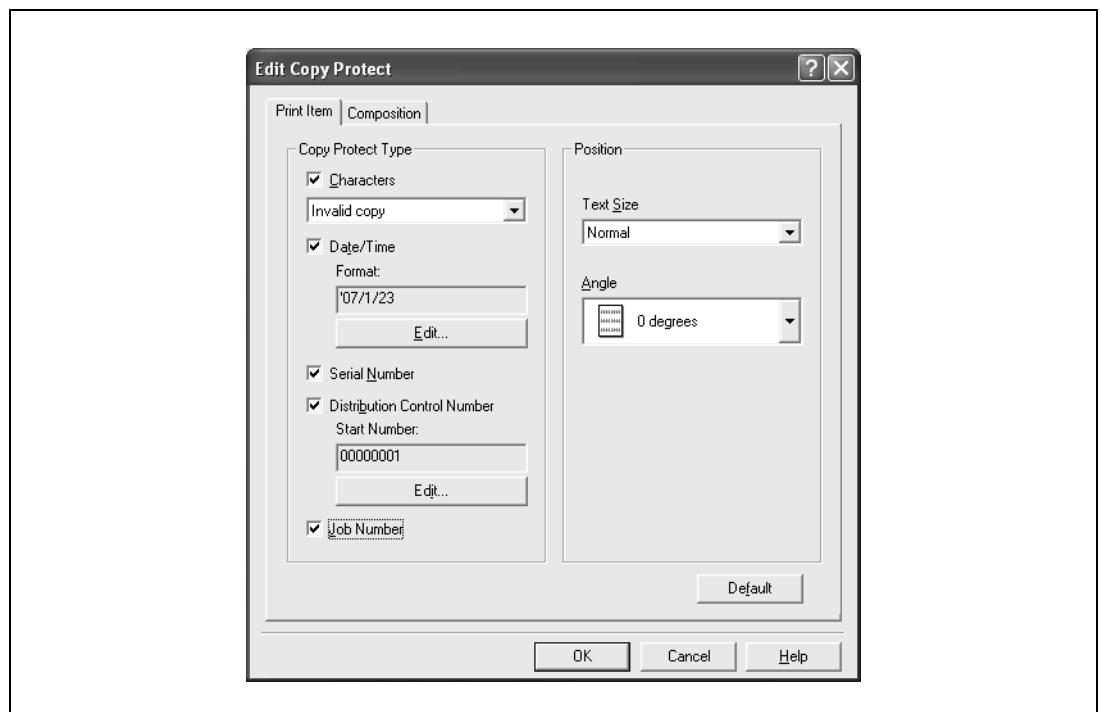 Edit Copy Protect
Print Item Composition
Copy Protect Type
Characters
Invalid copy
Date/Time
Format:
'07/1/23
Edit...
Serial Number
Distribution Control Number
Start Number:
00000001
Edit...
Job Number
Position
Text Size
Normal
Angle
0 degrees
Default
OK Cancel Help